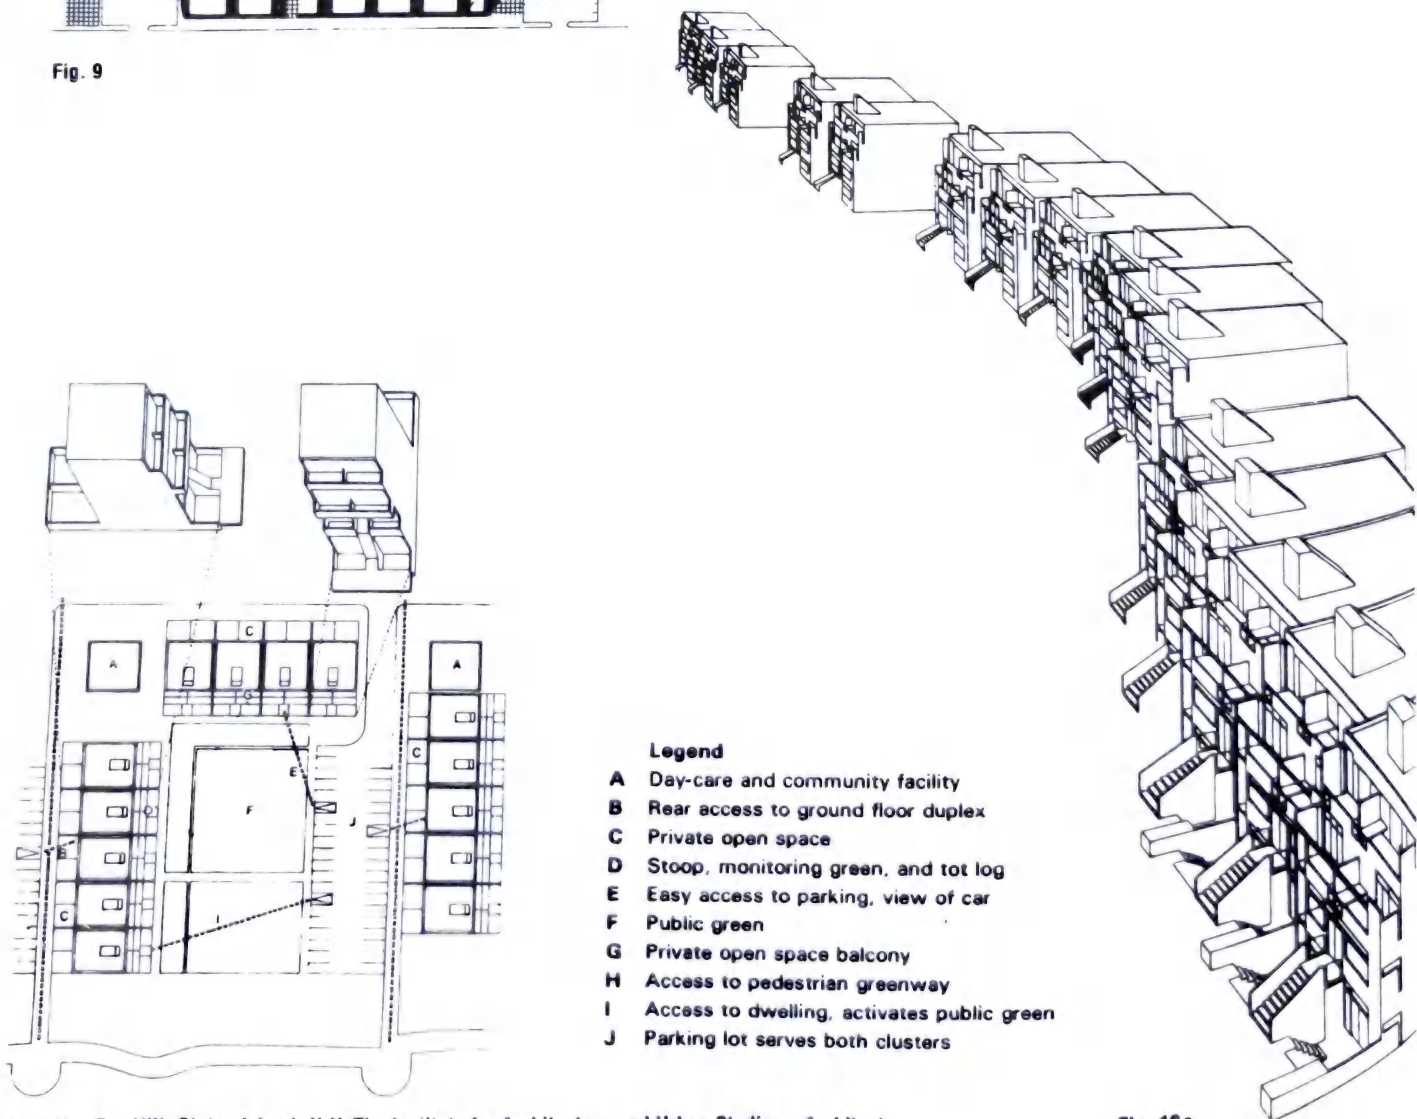 Fig. 9
A
C
A
G
C
E
F
J
B
C
I
Legend
A Day-care and community facility
B Rear access to ground floor duplex
C Private open space
D Stoop, monitoring green, and tot log
E Easy access to parking, view of car
F Public green
G Private open space balcony
H Access to pedestrian greenway
I Access to dwelling, activates public green
J Parking lot serves both clusters